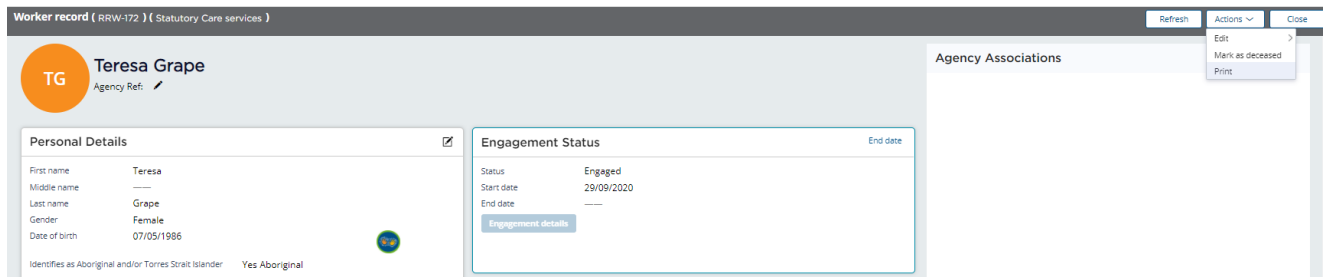 Worker record ( RRW-172 ) ( Statutory Care services )
Refresh
Actions
Close
Edit
Mark as deceased
Print
TG
Teresa Grape
Agency Ref:
Agency Associations
Personal Details
First name Teresa
Middle name ——
Last name Grape
Gender Female
Date of birth 07/05/1986
Identifies as Aboriginal and/or Torres Strait Islander Yes Aboriginal
Engagement Status
End date
Status Engaged
Start date 29/09/2020
End date ——
Engagement details